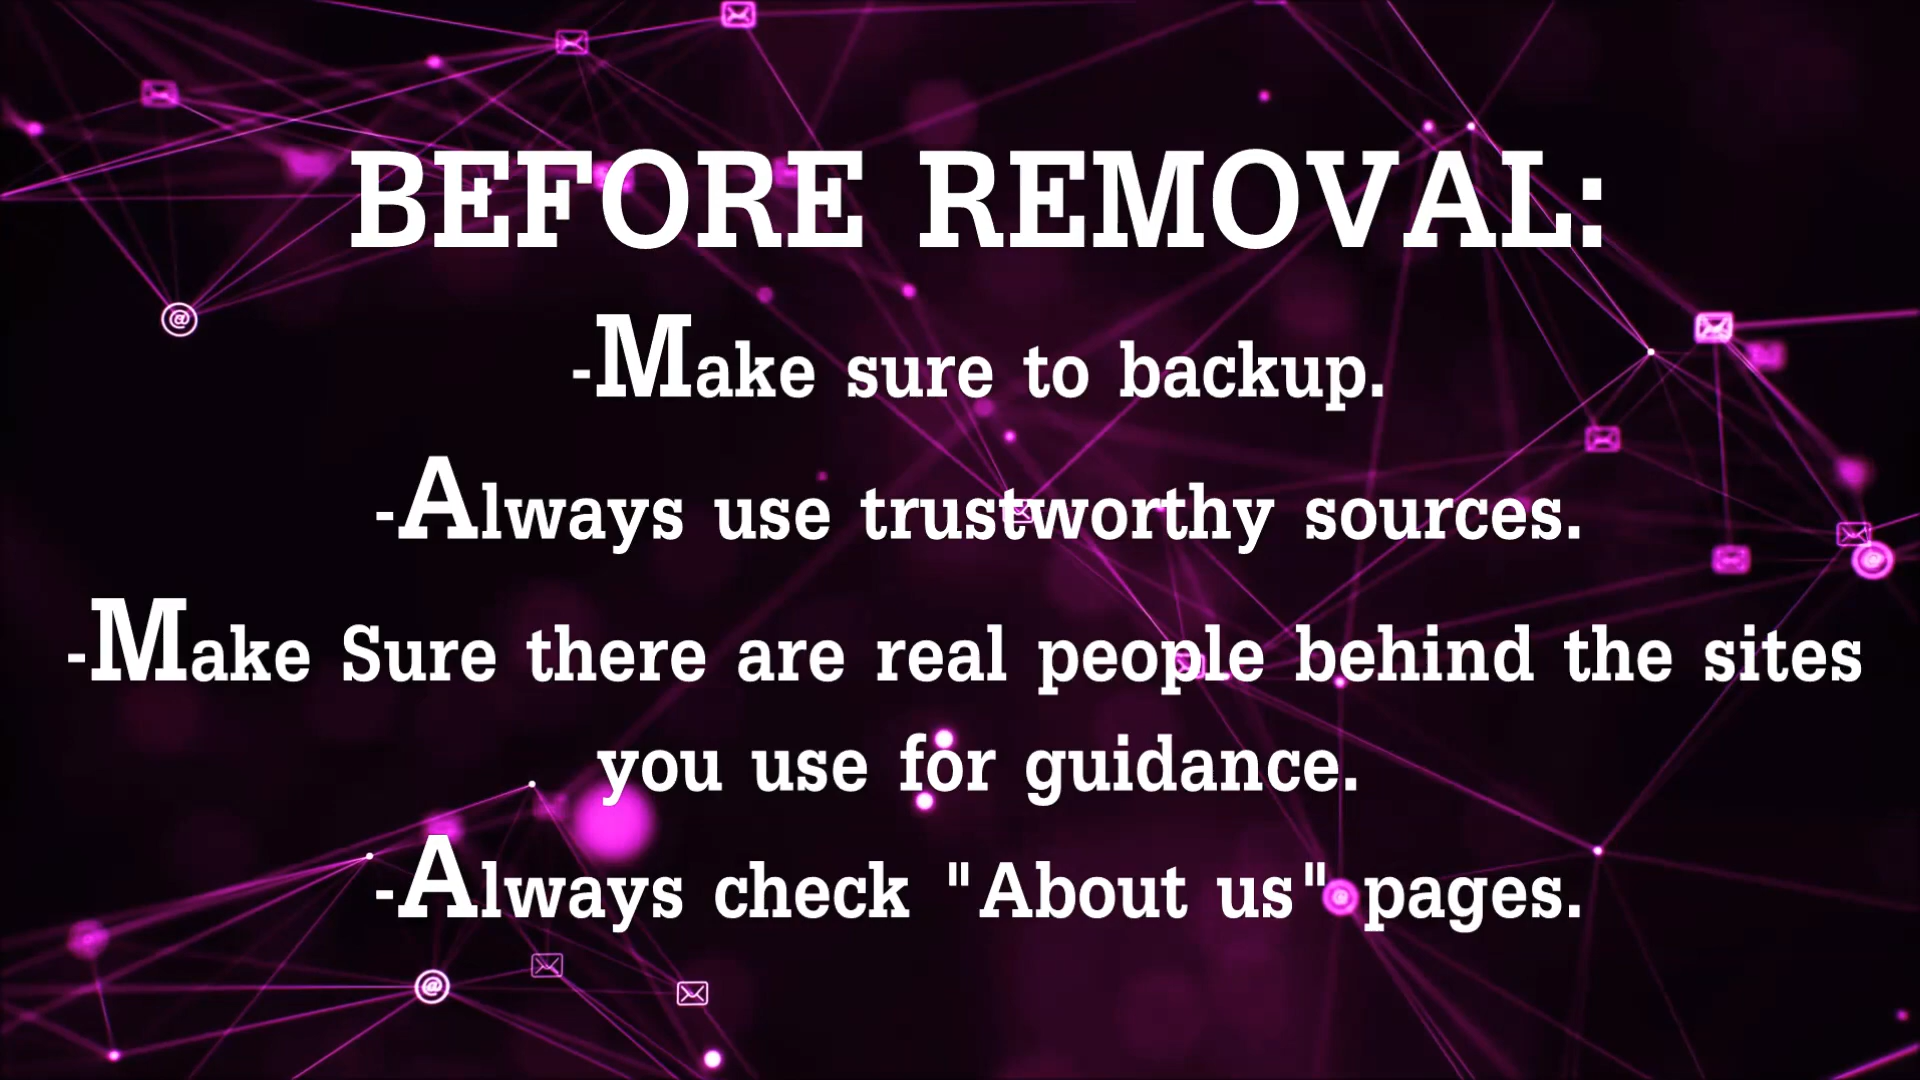 BEFORE REMOVAL:
-Make sure to backup.
-Always use trustworthy sources.
-Make Sure there are real people behind the sites
you use for guidance.
-Always check "About us" pages.